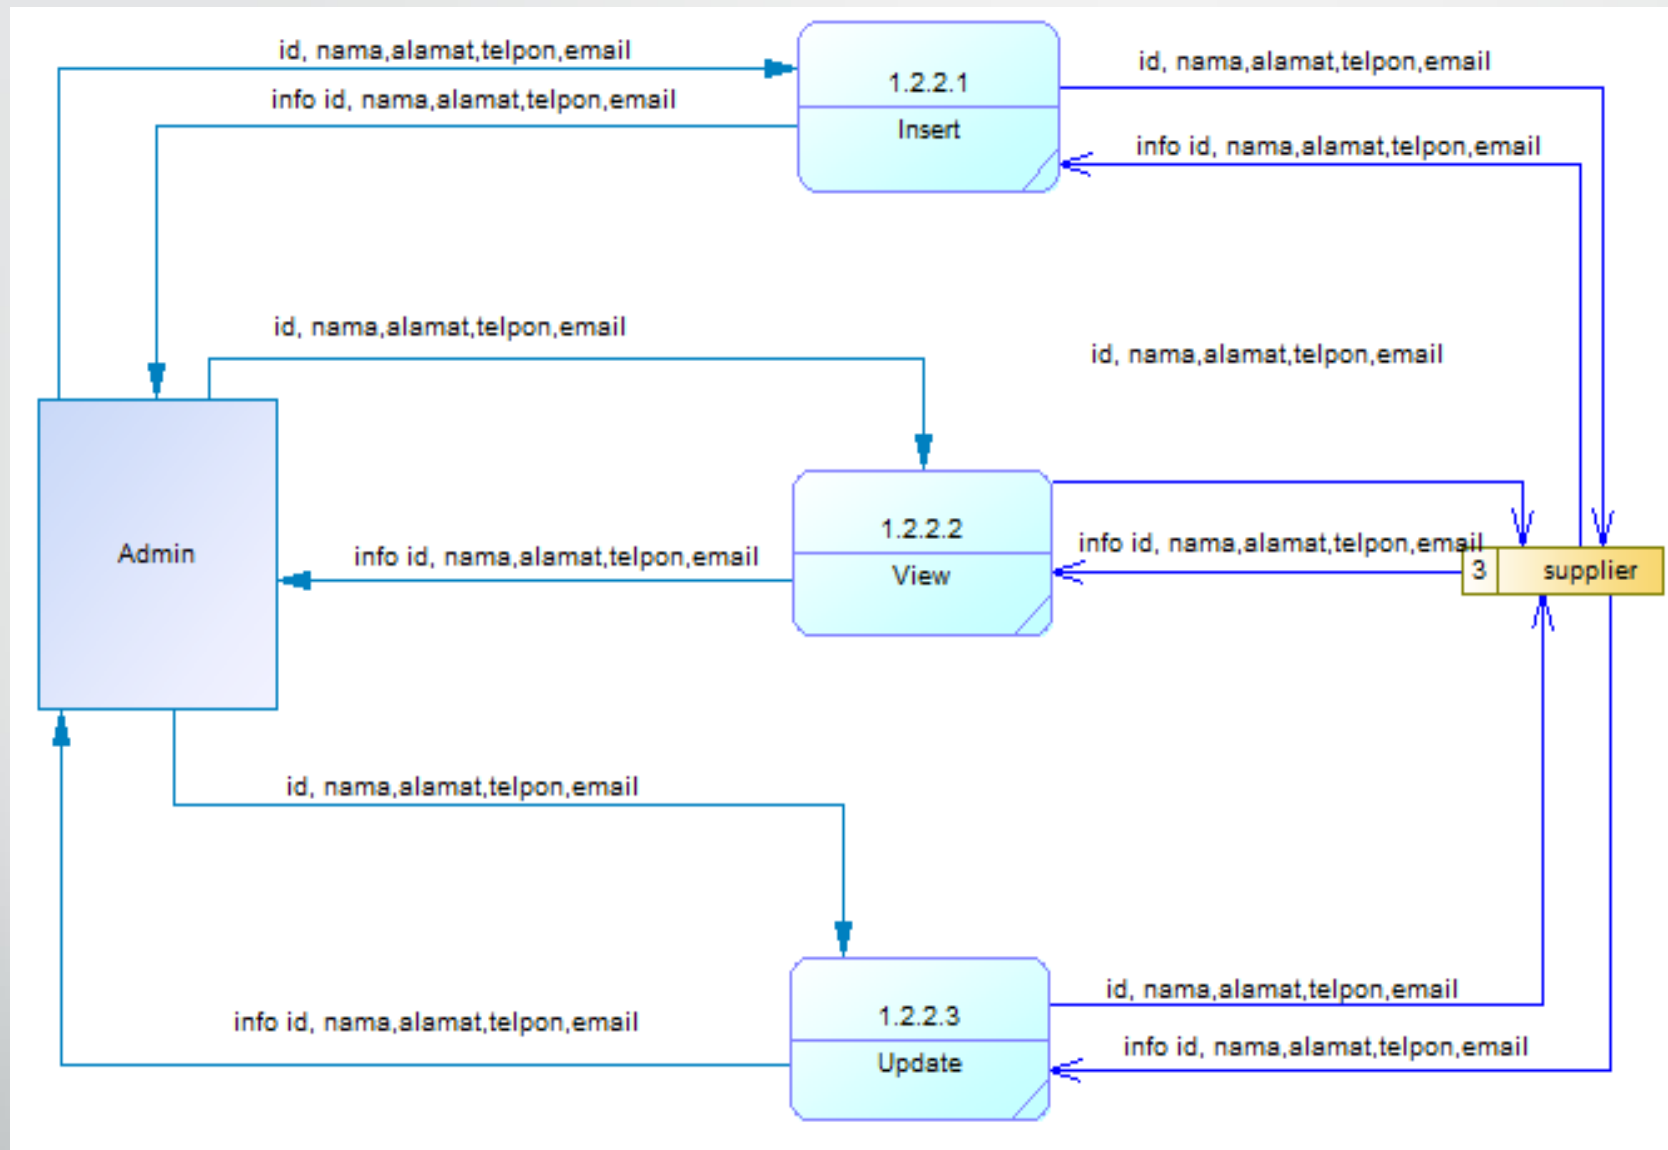 id, nama,alamat,telpon,email
info id, nama,alamat,telpon,email
1.2.2.1
Insert
id, nama,alamat,telpon,email
info id, nama,alamat,telpon,email
id, nama,alamat,telpon,email
id, nama,alamat,telpon,email
Admin
info id, nama,alamat,telpon,email
1.2.2.2
View
info id, nama,alamat,telpon,email
3 supplier
id, nama,alamat,telpon,email
info id, nama,alamat,telpon,email
1.2.2.3
Update
id, nama,alamat,telpon,email
info id, nama,alamat,telpon,email